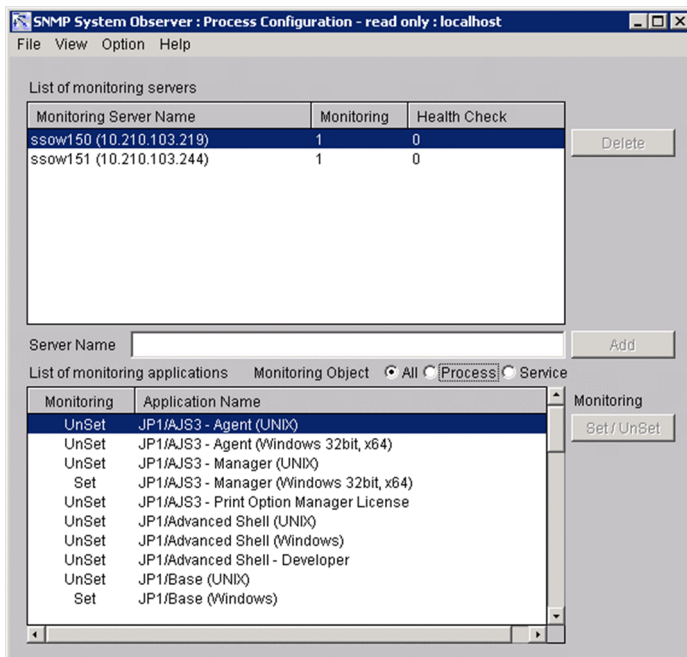 SNMP System Observer : Process Configuration - read only : localhost
File View Option Help
List of monitoring servers
Monitoring Server Name Monitoring Health Check
ssow150 (10.210.103.219) 1 0
Delete
ssow151 (10.210.103.244) 1 0
Server Name Add
List of monitoring applications Monitoring Object All Process Service
Monitoring Application Name Monitoring
UnSet JP1/AJS3 - Agent (UNIX) Set / UnSet
UnSet JP1/AJS3 - Agent (Windows 32bit, x64)
UnSet JP1/AJS3 - Manager (UNIX)
Set JP1/AJS3 - Manager (Windows 32bit, x64)
UnSet JP1/AJS3 - Print Option Manager License
UnSet JP1/Advanced Shell (UNIX)
UnSet JP1/Advanced Shell (Windows)
UnSet JP1/Advanced Shell - Developer
UnSet JP1/Base (UNIX)
Set JP1/Base (Windows)